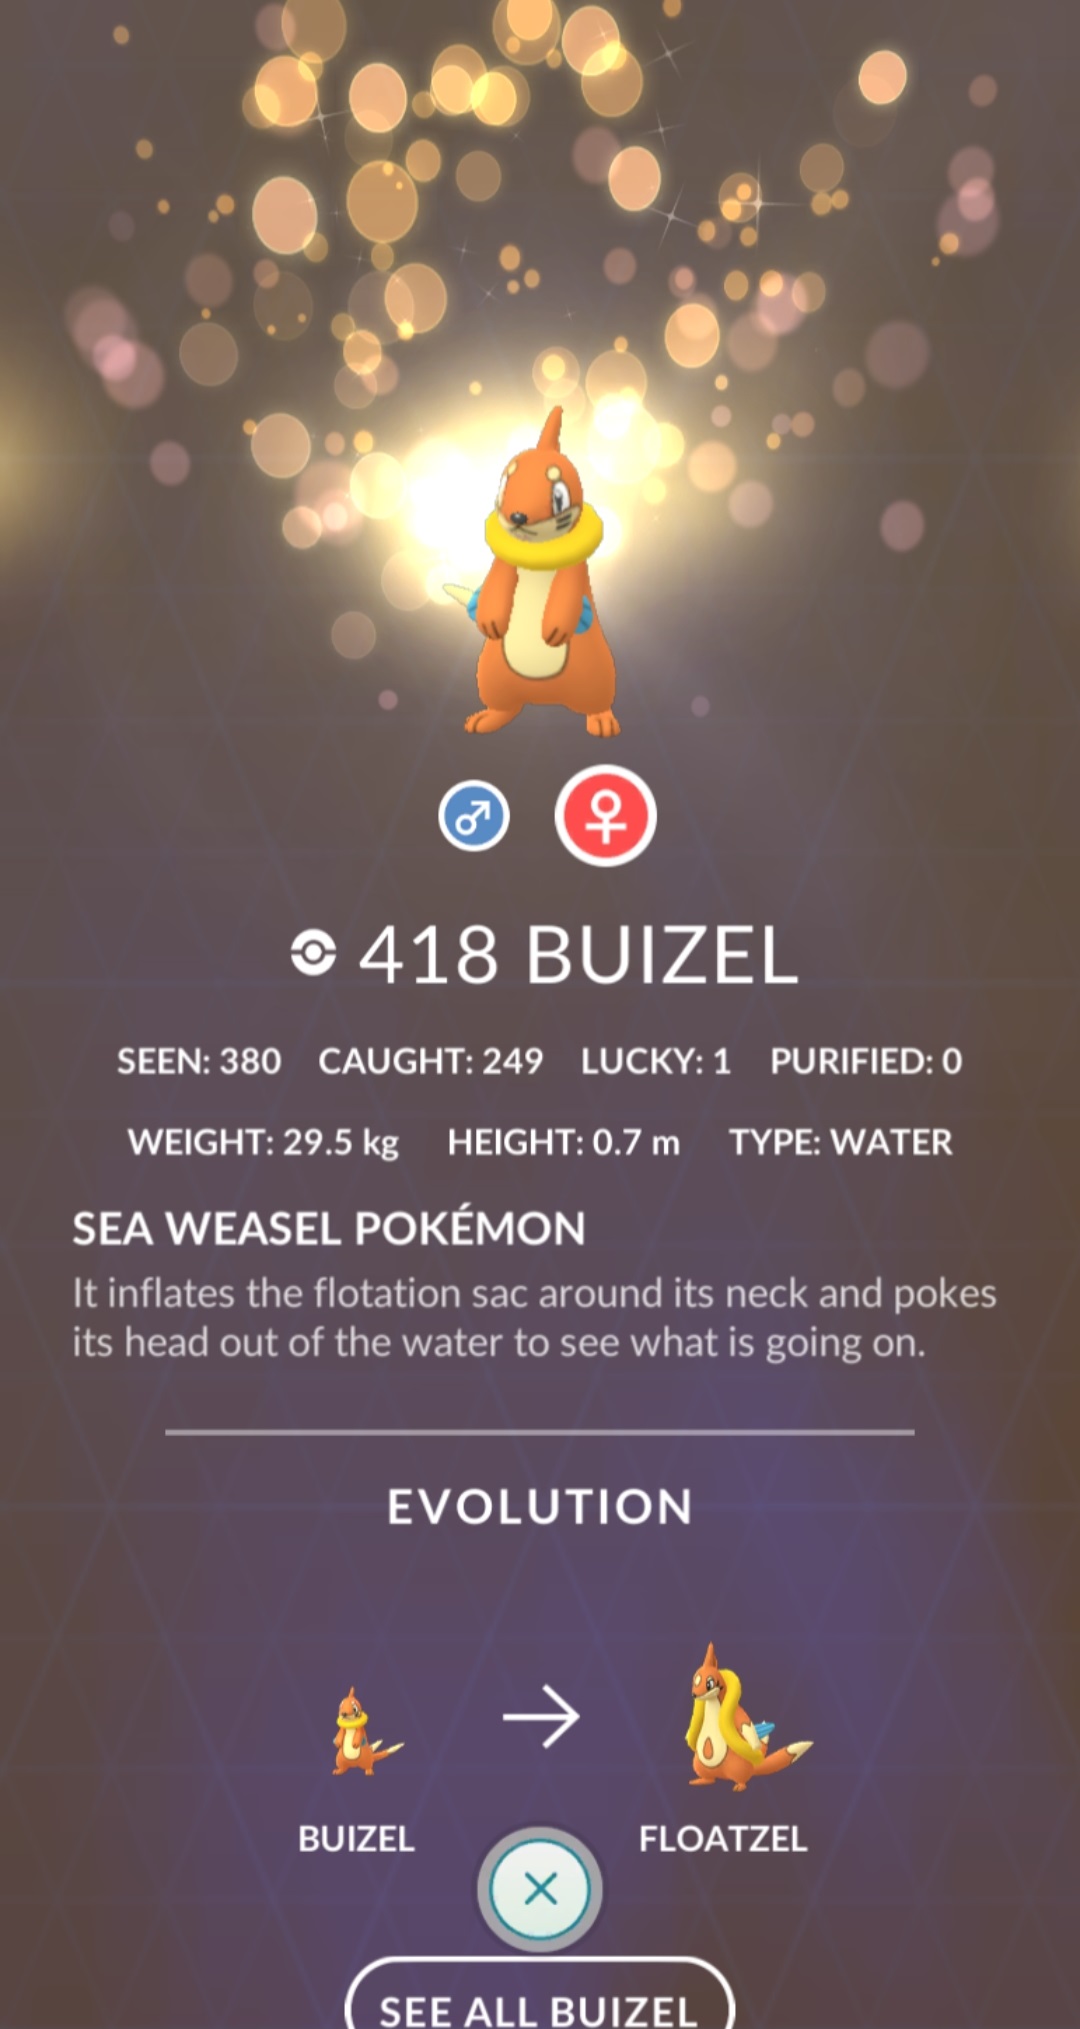 418 BUIZEL
SEEN: 380 CAUGHT: 249 LUCKY: 1 PURIFIED: 0
WEIGHT: 29.5 kg HEIGHT: 0.7 m TYPE: WATER
SEA WEASEL POKÉMON
It inflates the flotation sac around its neck and pokes
its head out of the water to see what is going on.
EVOLUTION
BUIZEL FLOATZEL
SEE ALL BUIZEL